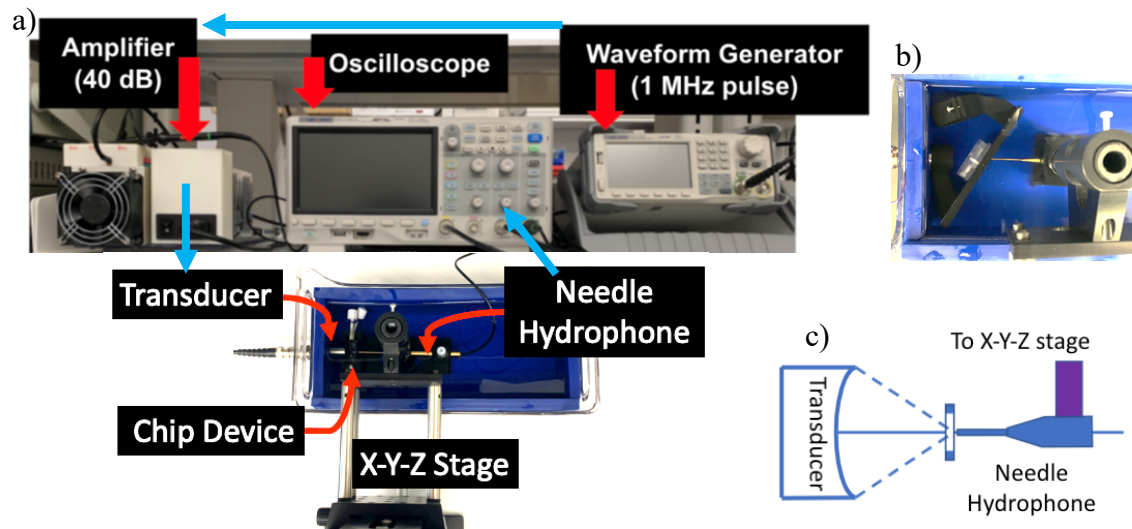 a)
Amplifier
(40 dB)
Oscilloscope
Waveform Generator
(1 MHz pulse)
b)
Transducer
Needle
Hydrophone
Chip Device
X-Y-Z Stage
c)
To X-Y-Z stage
Transducer
Needle
Hydrophone